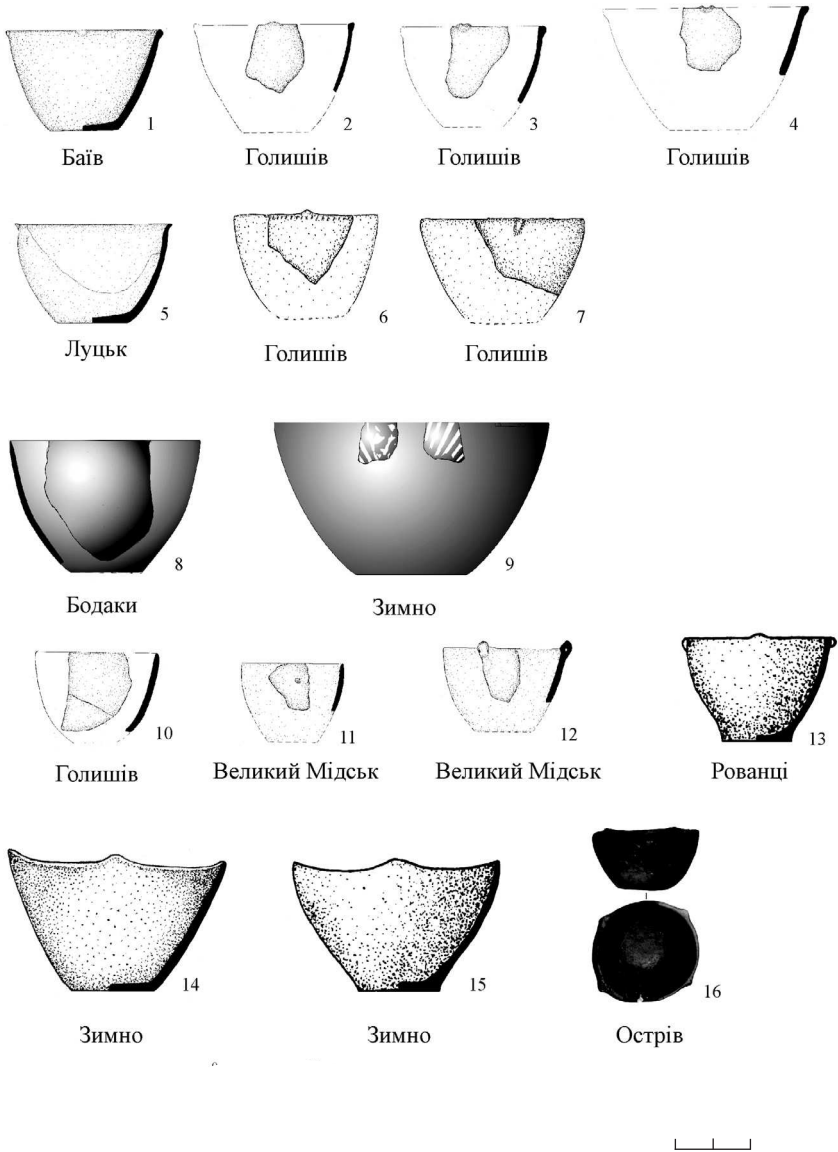 1 2 3 4
Баїв Голишів Голишів Голишів
5 6 7
Луцьк Голишів Голишів
8 9
Бодаки Зимно
10 11 12 13
Голишів Великий Мідськ Великий Мідськ Рованці
14 15 16
Зимно Зимно Острів